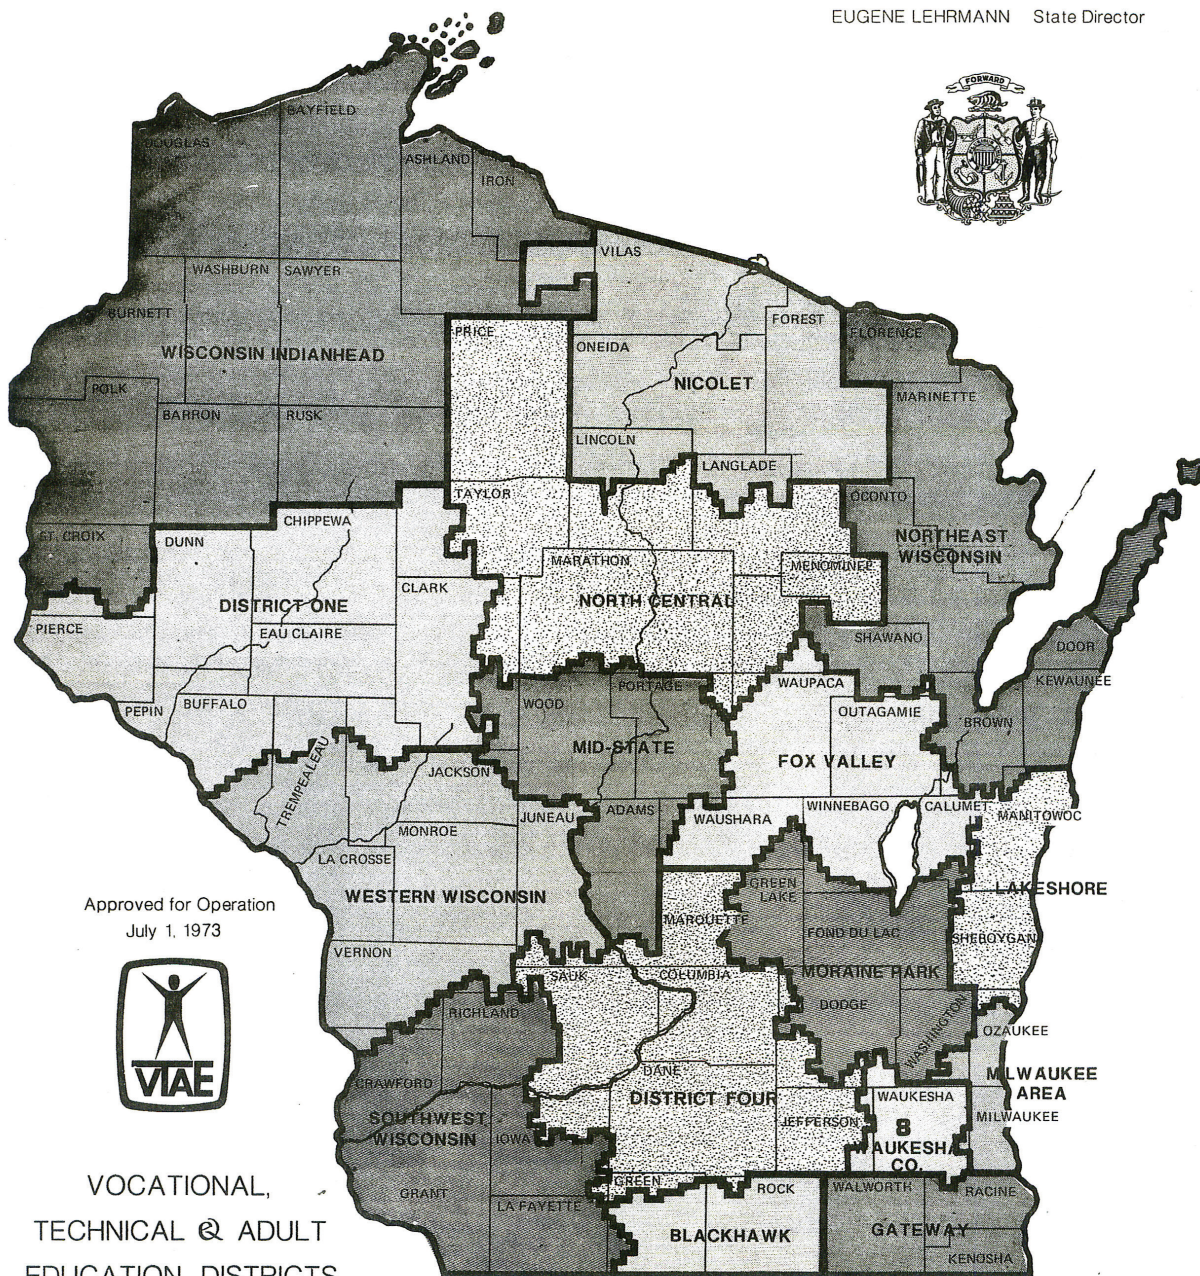 EUGENE LEHRMANN State Director
FORWARD
BAYFIELD
DOUGLAS
ASHLAND
IRON
VILAS
WASHBURN SAWYER
BURNETT
FOREST
FLORENCE
PRICE
ONEIDA
WISCONSIN INDIANHEAD
NICOLET
POLK
MARINETTE
BARRON
RUSK
LINCOLN
LANGLADE
TAYLOR
OCONTO
CHIPPEWA
ST. CROIX
DUNN
NORTHEAST
WISCONSIN
MARATHON
MENOMINEE
CLARK
DISTRICT ONE
NORTH CENTRAL
PIERCE
EAU CLAIRE
SHAWANO
DOOR
KEWAUNEE
WAUPACA
PORTAGE
PEPIN
BUFFALO
WOOD
OUTAGAMIE
BROWN
MID-STATE
FOX VALLEY
TREMPEALEAU
JACKSON
WINNEBAGO
CALUMET
ADAMS
JUNEAU
WAUSHARA
MANITOWOC
MONROE
LA CROSSE
GREEN
LAKE
LAKESHORE
WESTERN WISCONSIN
Approved for Operation
July 1, 1973
MARQUETTE
FOND DU LAC
SHEBOYGAN
VERNON
SAUK
COLUMBIA
MORAINE PARK
DODGE
WASHINGTON
RICHLAND
OZAUKEE
VTAE
CRAWFORD
DANE
MILWAUKEE
AREA
DISTRICT FOUR
WAUKESHA
SOUTHWEST
WISCONSIN
IOWA
JEFFERSON
MILWAUKEE
8
WAUKESHA
CO.
VOCATIONAL,
TECHNICAL & ADULT
EDUCATION DISTRICTS
GRANT
GREEN
ROCK
WALWORTH
RACINE
LA FAYETTE
BLACKHAWK
GATEWAY
KENOSHA